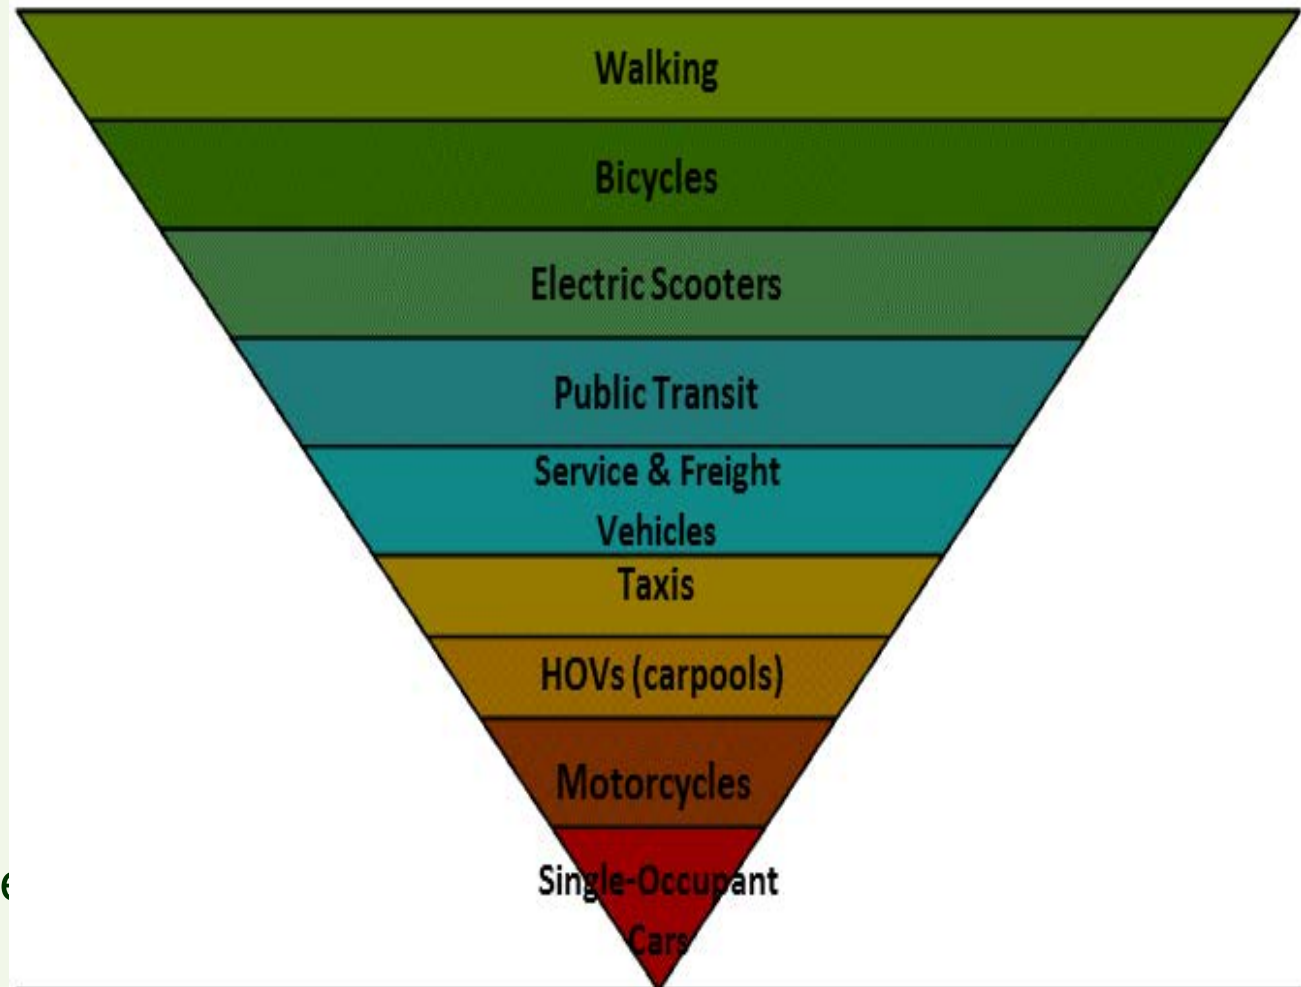 Walking
Bicycles
Electric Scooters
Public Transit
Service & Freight
Vehicles
Taxis
HOVs (carpools)
Motorcycles
Single-Occupant
Cars